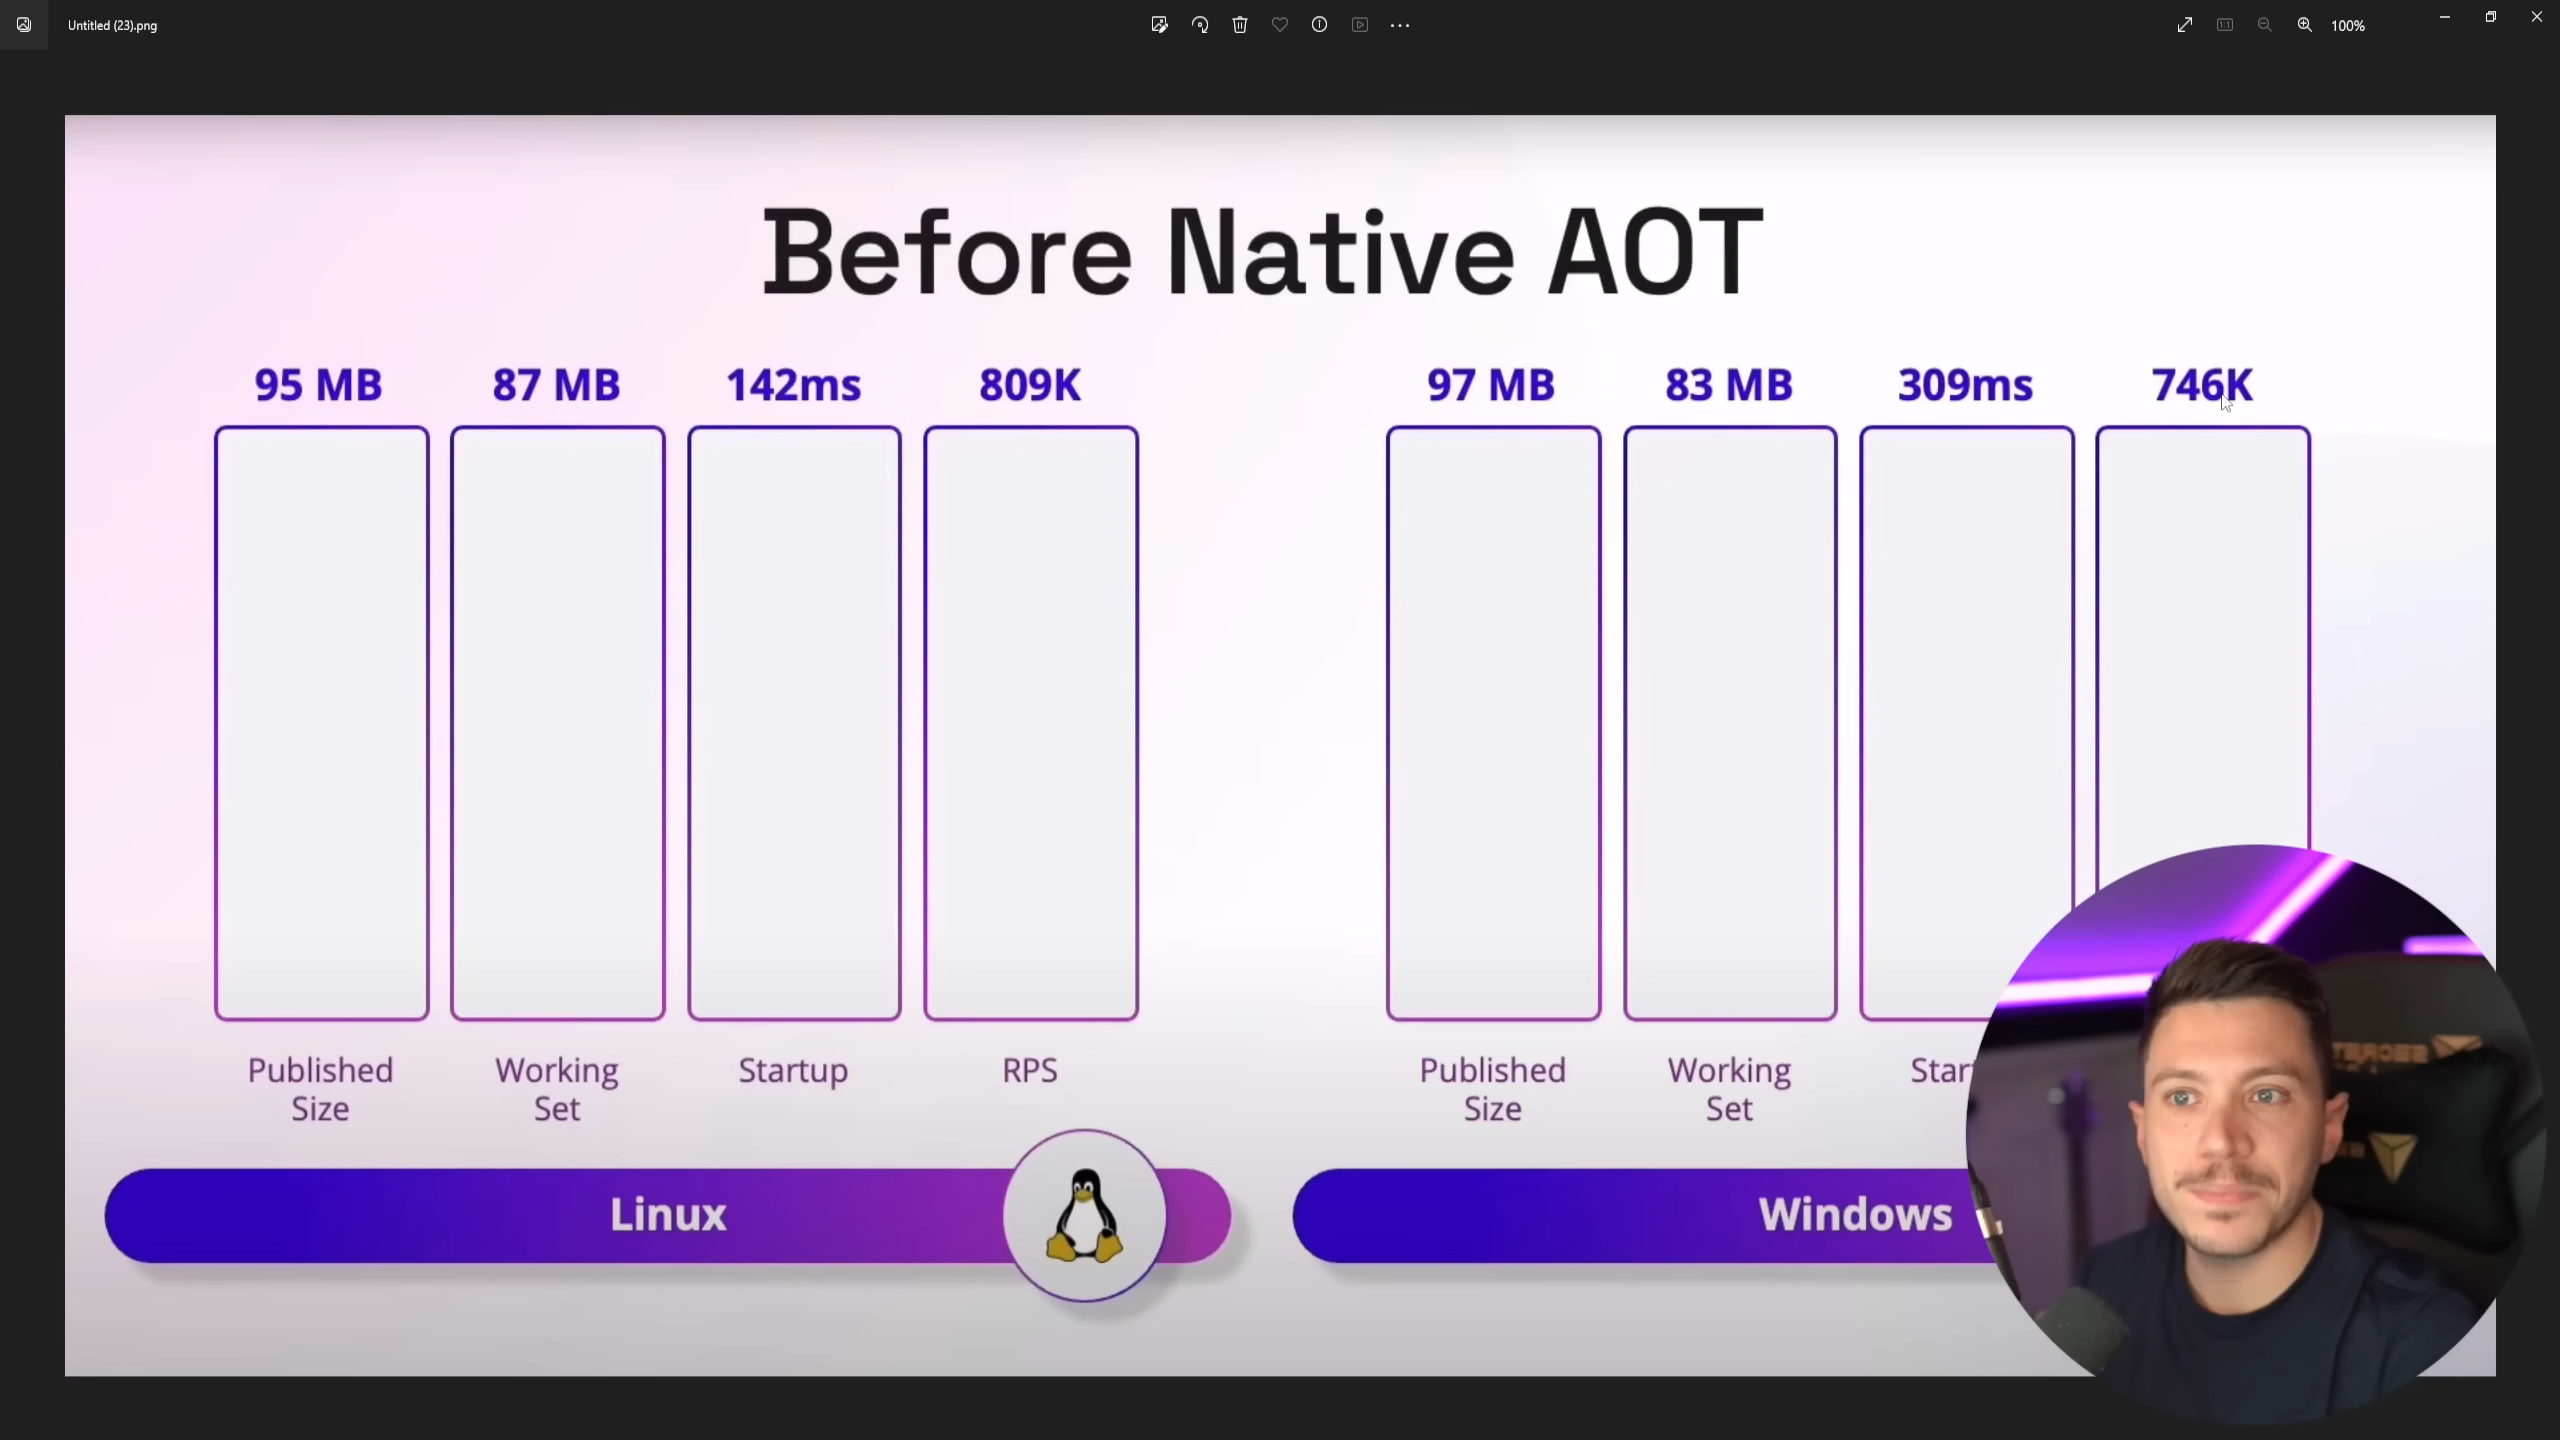 Untitled (23).png
100%
Before Native AOT
95 MB
87 MB
142ms
809K
97 MB
83 MB
309ms
746K
Published
Size
Working
Set
Startup
RPS
Published
Size
Working
Set
Linux
Windows